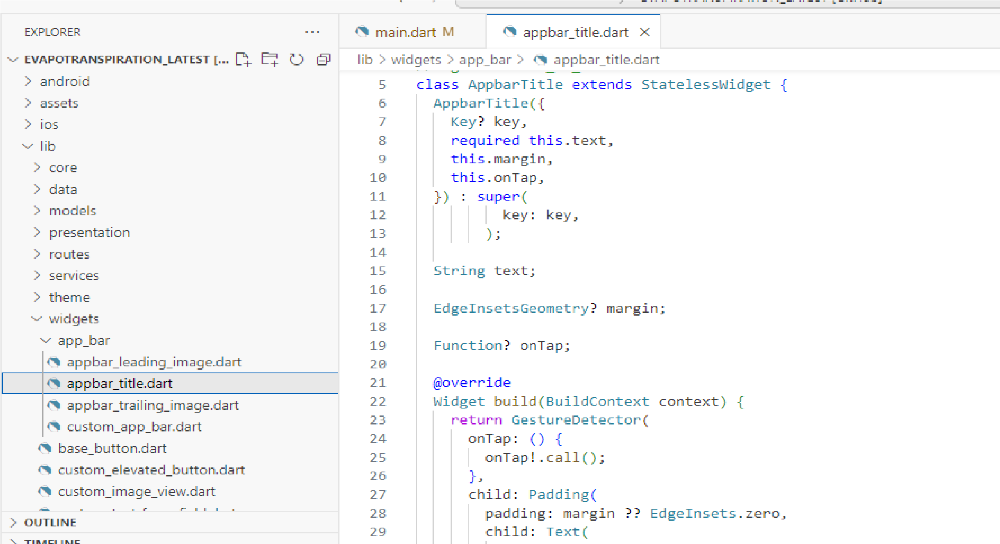 EXPLORER
EVAPOTRANSPIRATION_LATEST [...
android
assets
ios
lib
core
data
models
presentation
routes
services
theme
widgets
app_bar
appbar_leading_image.dart
appbar_title.dart
appbar_trailing_image.dart
custom_app_bar.dart
base_button.dart
custom_elevated_button.dart
custom_image_view.dart
OUTLINE
TIMELINE
main.dart M
appbar_title.dart
lib > widgets > app_bar > appbar_title.dart
5 class AppbarTitle extends StatelessWidget {
6 AppbarTitle({
7 Key? key,
8 required this.text,
9 this.margin,
10 this.onTap,
11 }) : super(
12 key: key,
13 );
14
15 String text;
16
17 EdgeInsetsGeometry? margin;
18
19 Function? onTap;
20
21 @override
22 Widget build(BuildContext context) {
23 return GestureDetector(
24 onTap: () {
25 onTap!.call();
26 },
27 child: Padding(
28 padding: margin ?? EdgeInsets.zero,
29 child: Text(